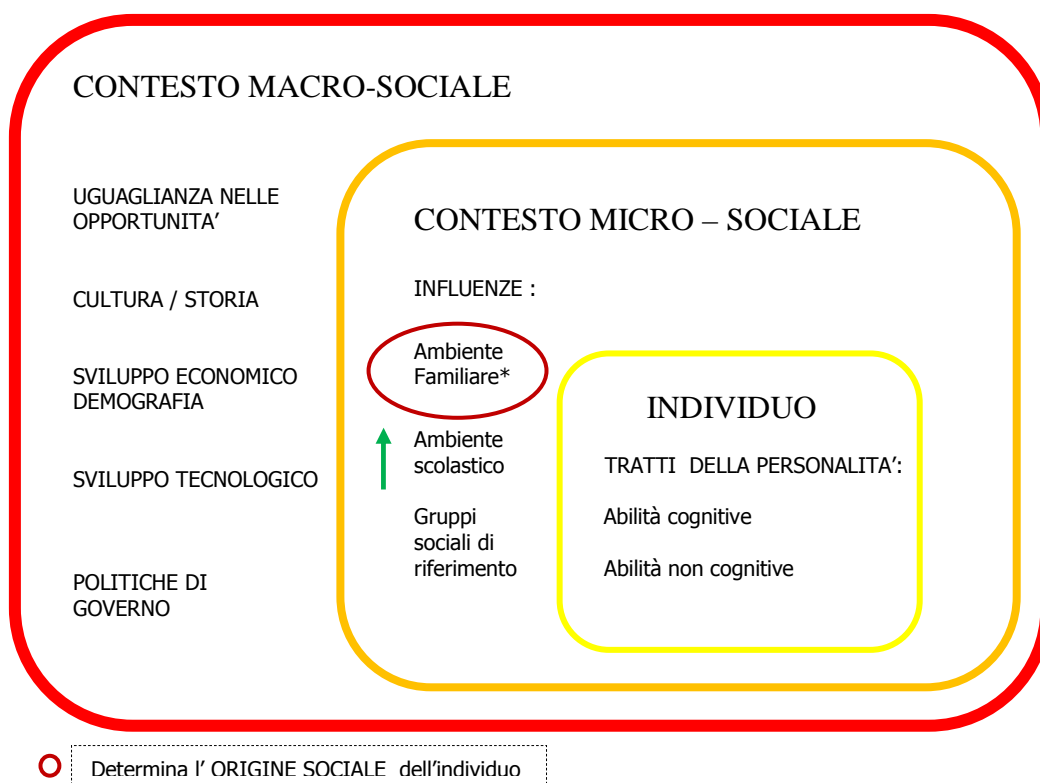 CONTESTO MACRO-SOCIALE
UGUAGLIANZA NELLE
OPPORTUNITA’
CULTURA / STORIA
SVILUPPO ECONOMICO
DEMOGRAFIA
SVILUPPO TECNOLOGICO
POLITICHE DI
GOVERNO
CONTESTO MICRO – SOCIALE
INFLUENZE :
Ambiente
Familiare*
Ambiente
scolastico
Gruppi
sociali di
riferimento
INDIVIDUO
TRATTI DELLA PERSONALITA’:
Abilità cognitive
Abilità non cognitive
Determina l’ ORIGINE SOCIALE dell’individuo